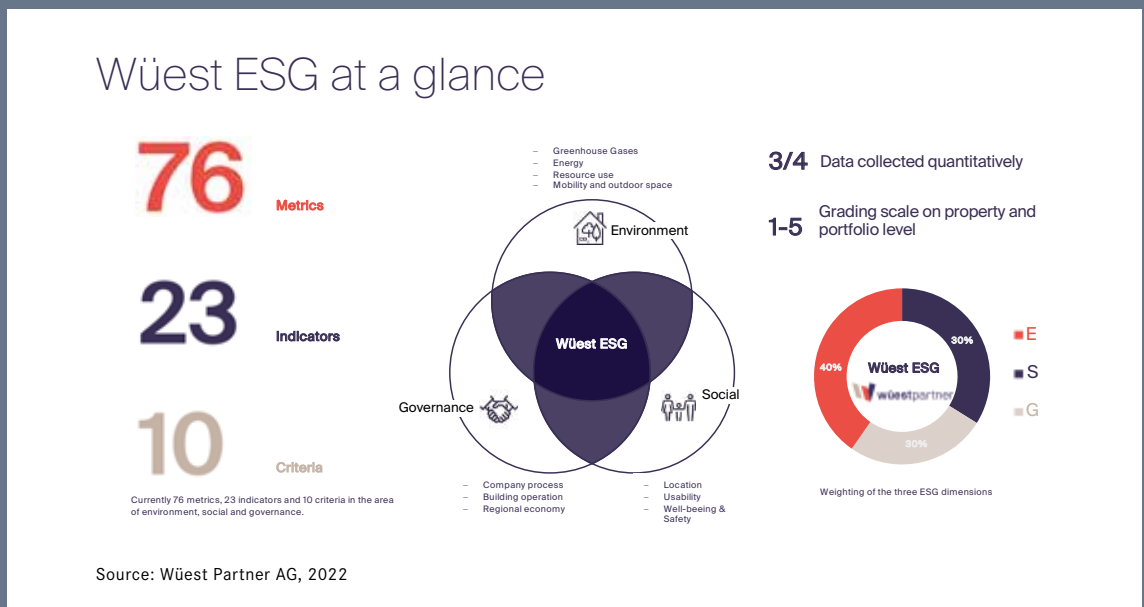 Wüest ESG at a glance
76
Metrics
23
Indicators
10
Criteria
Currently 76 metrics, 23 indicators and 10 criteria in the area
of environment, social and governance.
– Greenhouse Gases
– Energy
– Resource use
– Mobility and outdoor space
Environment
Wüest ESG
Governance
Social
– Company process
– Building operation
– Regional economy
– Location
– Usability
– Well-beeing &
Safety
3/4 Data collected quantitatively
1-5 Grading scale on property and
portfolio level
30%
40%
Wüest ESG
wüestpartner
30%
E
S
G
Weighting of the three ESG dimensions
Source: Wüest Partner AG, 2022